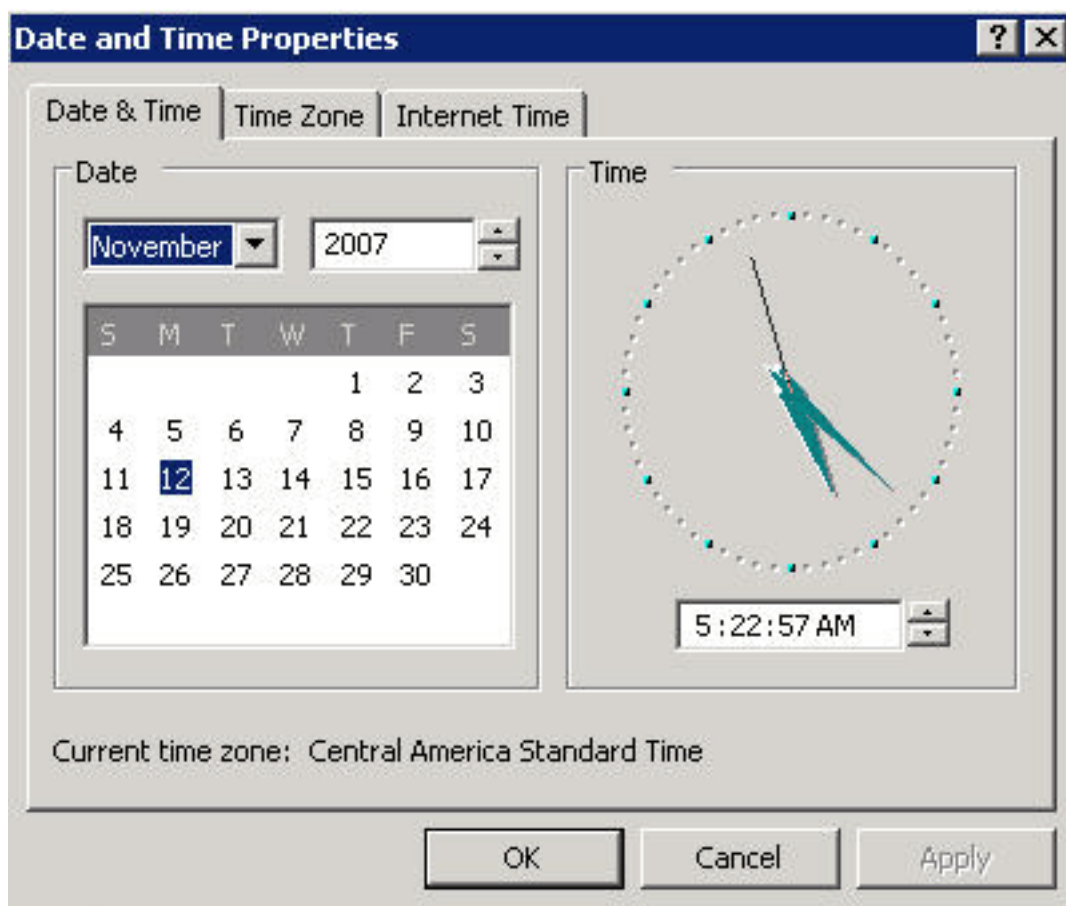 Date and Time Properties
Date & Time
Time Zone
Internet Time
Date
November
2007
S M T W T F S
1 2 3
4 5 6 7 8 9 10
11 12 13 14 15 16 17
18 19 20 21 22 23 24
25 26 27 28 29 30
Time
5:22:57 AM
Current time zone: Central America Standard Time
OK
Cancel
Apply